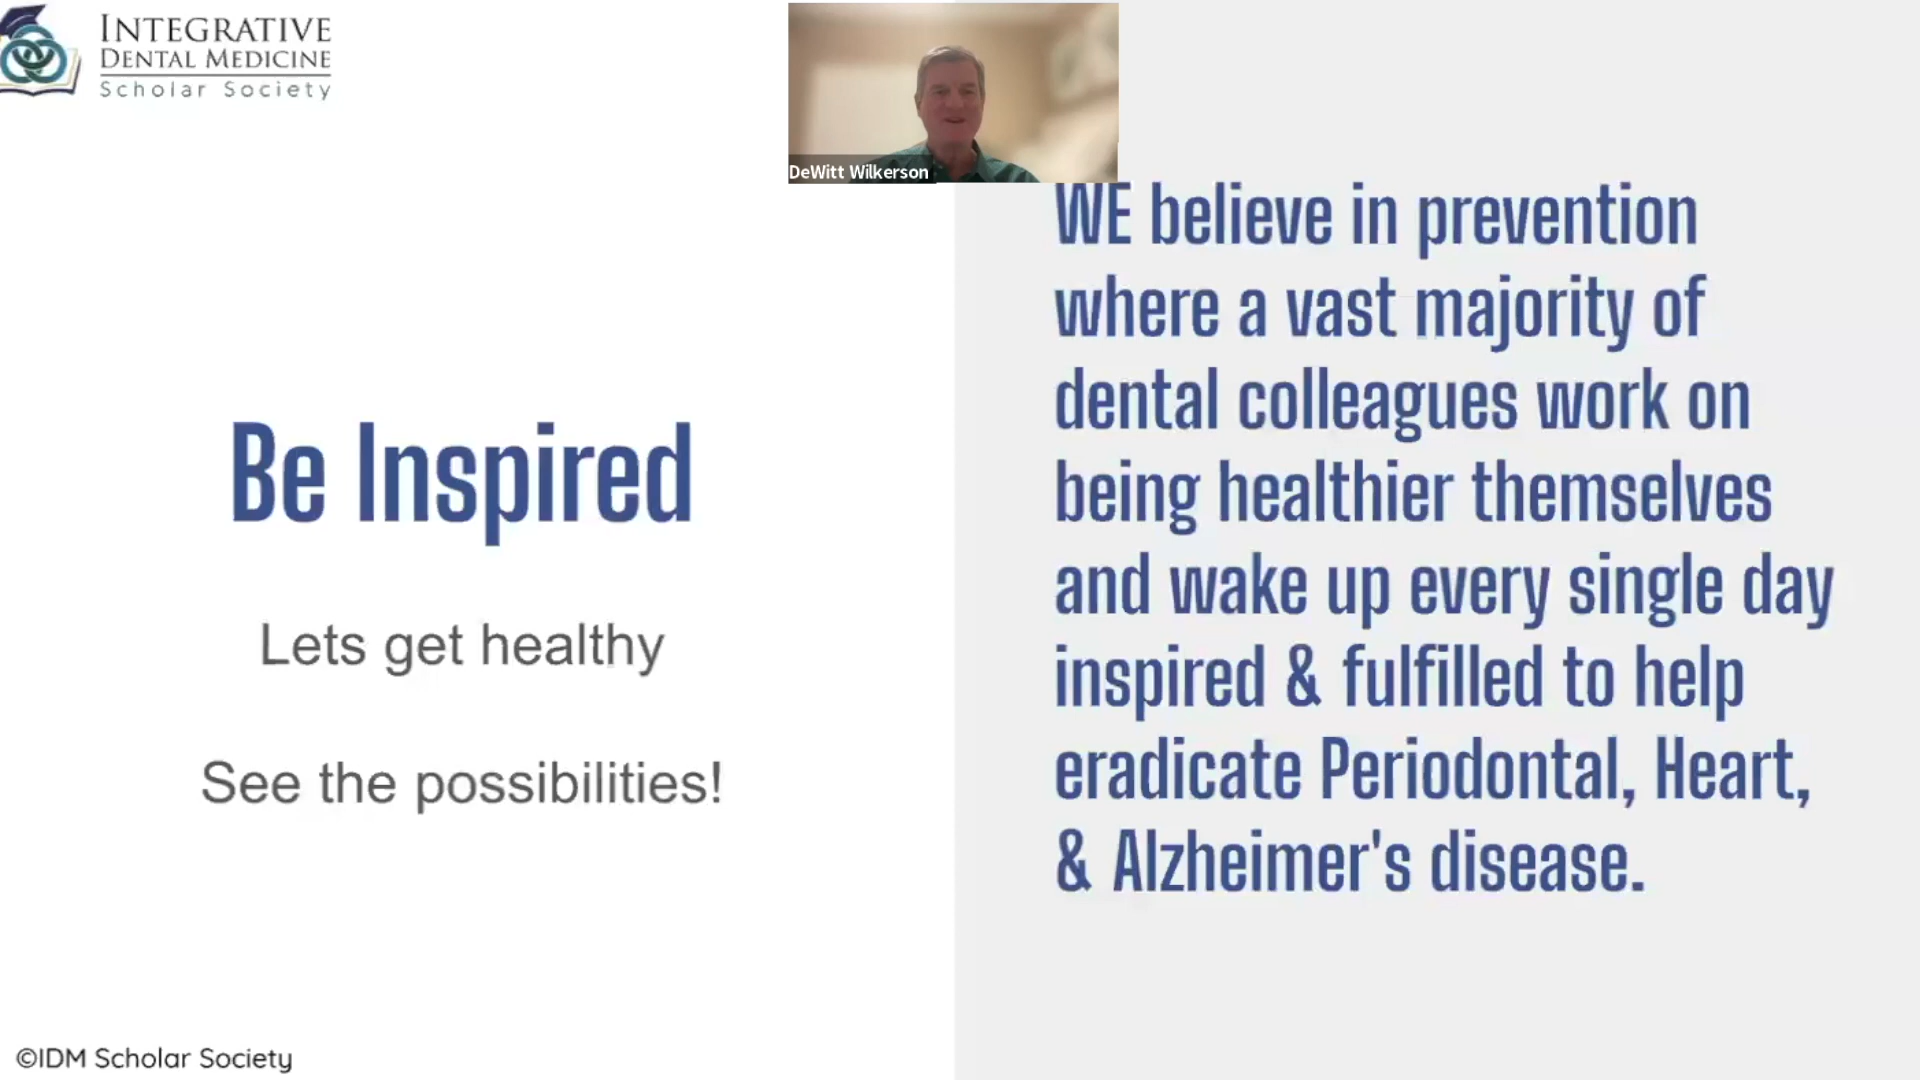 INTEGRATIVE
DENTAL MEDICINE
Scholar Society
DeWitt Wilkerson
Be Inspired
Lets get healthy
See the possibilities!
WE believe in prevention
where a vast majority of
dental colleagues work on
being healthier themselves
and wake up every single day
inspired & fulfilled to help
eradicate Periodontal, Heart,
& Alzheimer's disease.
©IDM Scholar Society